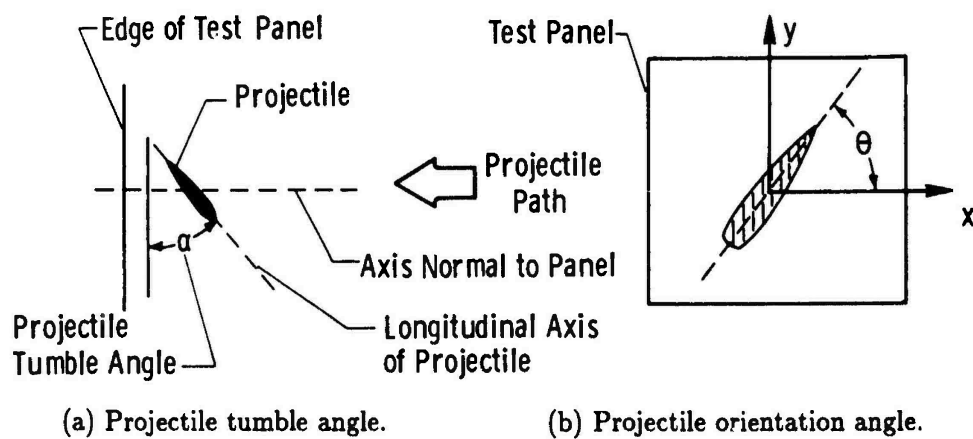 Edge of Test Panel
Projectile
Projectile
Path
α
Axis Normal to Panel
Projectile
Tumble Angle
Longitudinal Axis
of Projectile
(a) Projectile tumble angle.
Test Panel
y
θ
x
(b) Projectile orientation angle.